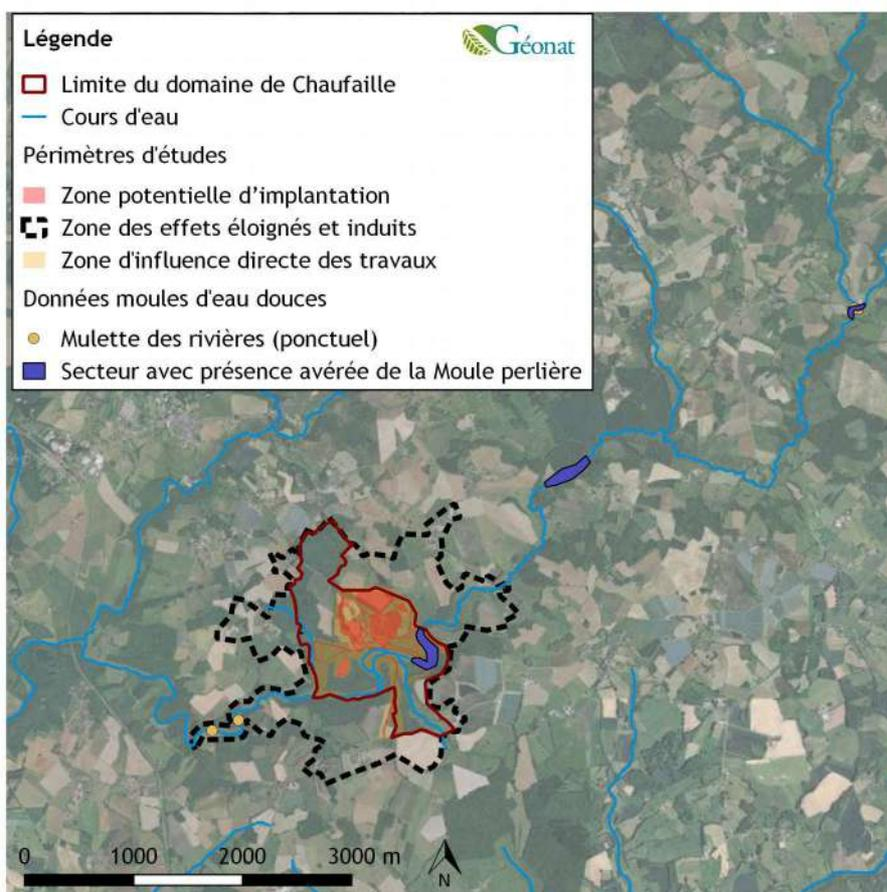 Légende
Géonat
Limite du domaine de Chaufaille
Cours d'eau
Périmètres d'études
Zone potentielle d’implantation
Zone des effets éloignés et induits
Zone d'influence directe des travaux
Données moules d'eau douces
Mulette des rivières (ponctuel)
Secteur avec présence avérée de la Moule perlière
0 1000 2000 3000 m
N